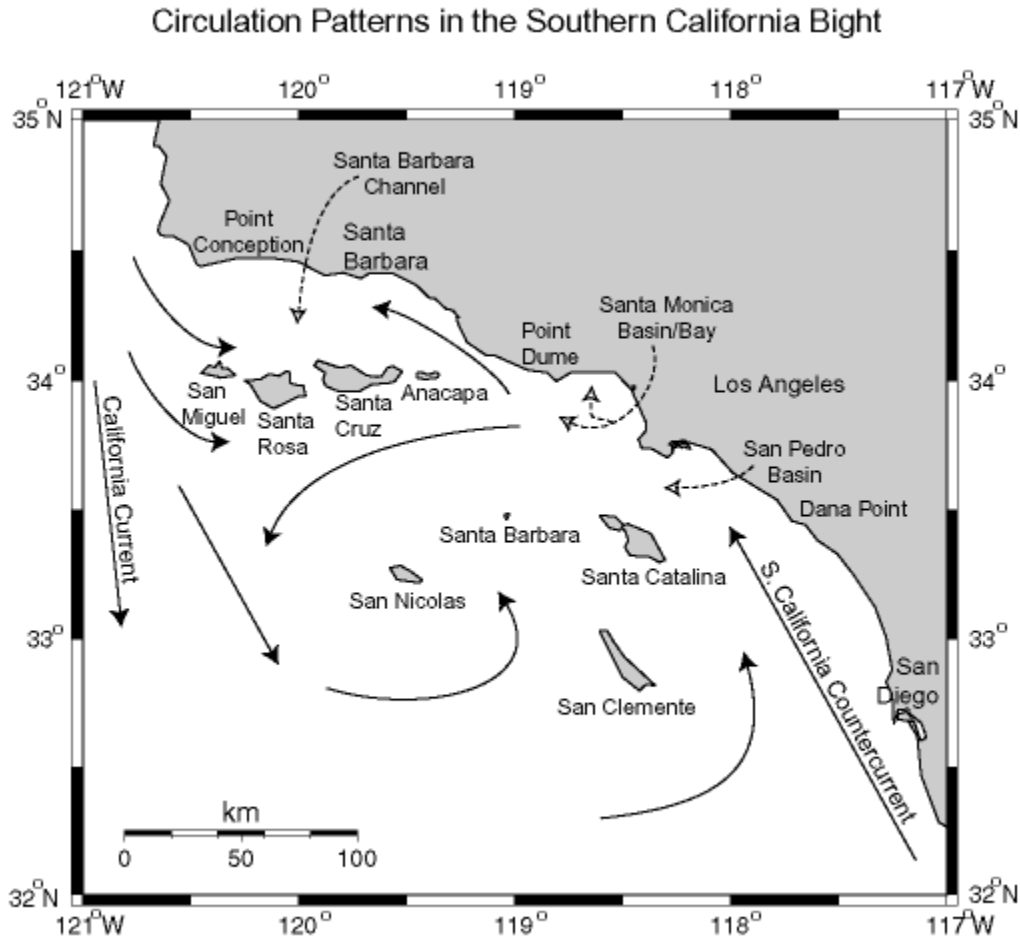 Circulation Patterns in the Southern California Bight
121°W 120° 119° 118° 117°W
35°N 35°N
Santa Barbara
Channel
Point
Conception
Santa
Barbara
Santa Monica
Basin/Bay
Point
Dume
34° 34°
Los Angeles
San
Miguel
Santa
Rosa
Santa
Cruz
Anacapa
California Current
San Pedro
Basin
Dana Point
Santa Barbara
Santa Catalina
San Nicolas
S. California Countercurrent
33° 33°
San
Diego
San Clemente
km
0 50 100
32°N 32°N
121°W 120° 119° 118° 117°W